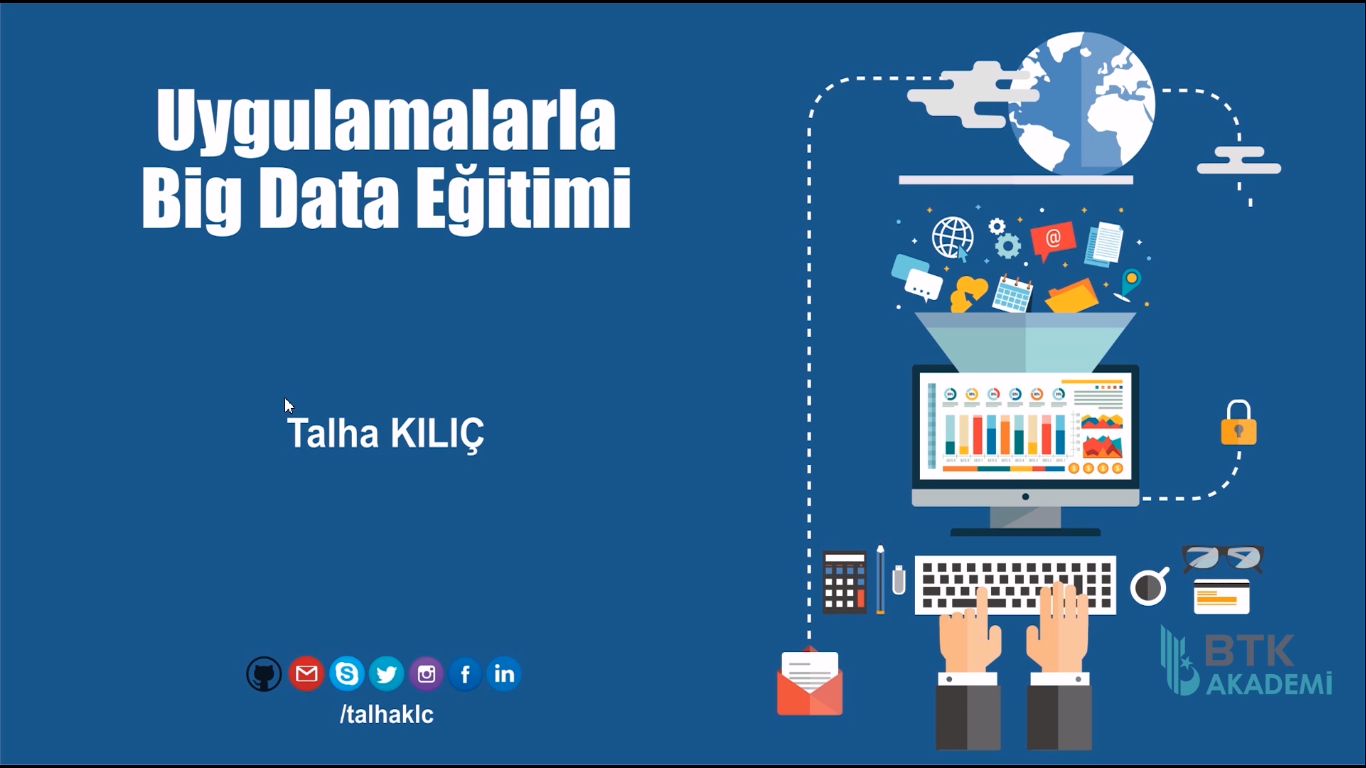 Uygulamalarla
Big Data Eğitimi
Talha KILIÇ
/talhaklc
@
BTK
AKADEMİ